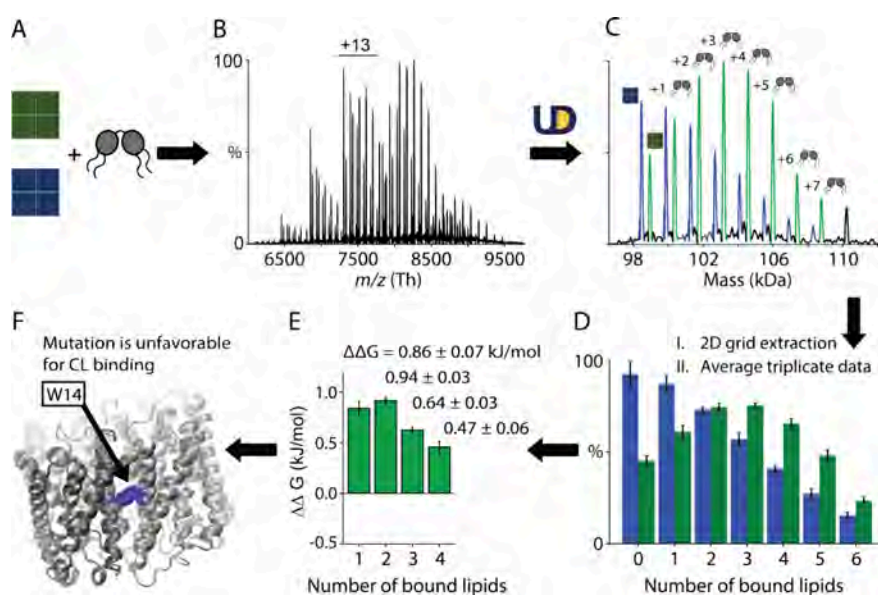 A
+
B
100
%
0
+13
6500
7500
8500
9500
m/z (Th)
UD
C
+1
+2
+3
+4
+5
+6
+7
98
102
106
110
Mass (kDa)
F
Mutation is unfavorable
for CL binding
W14
E
ΔΔG = 0.86 ± 0.07 kJ/mol
0.94 ± 0.03
0.64 ± 0.03
0.47 ± 0.06
ΔΔ G (kJ/mol)
1.0
0.5
0.0
-0.5
1 2 3 4
Number of bound lipids
D
I. 2D grid extraction
II. Average triplicate data
100
%
0
0 1 2 3 4 5 6
Number of bound lipids